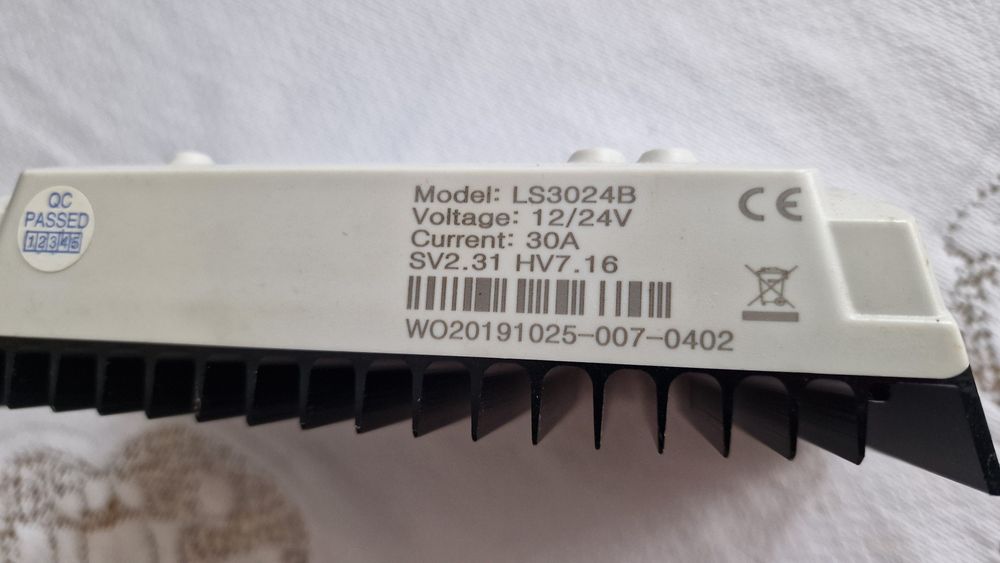 QC
PASSED
12345
Model: LS3024B
Voltage: 12/24V
Current: 30A
SV2.31 HV7.16
WO20191025-007-0402
CE